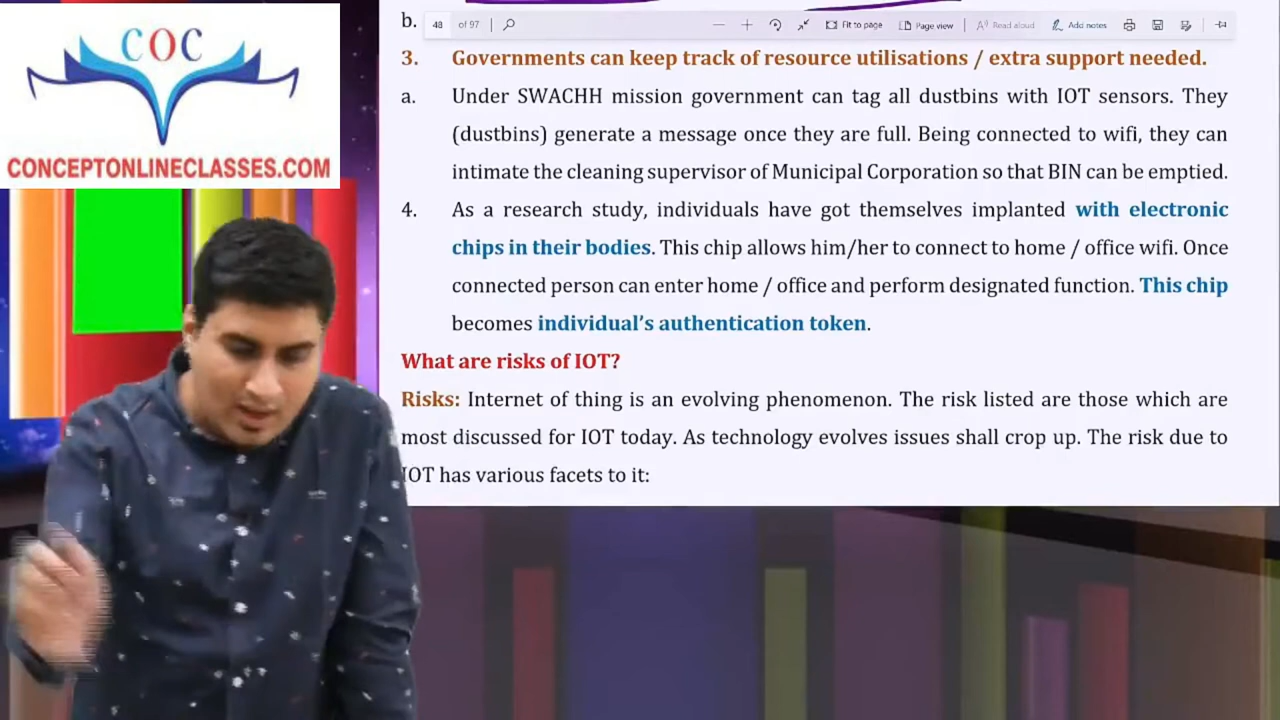 COC
CONCEPTONLINECLASSES.COM
b.
48 of 97 Fit to page Page view Read aloud Add notes
3. Governments can keep track of resource utilisations / extra support needed.
a. Under SWACHH mission government can tag all dustbins with IOT sensors. They
(dustbins) generate a message once they are full. Being connected to wifi, they can
intimate the cleaning supervisor of Municipal Corporation so that BIN can be emptied.
4. As a research study, individuals have got themselves implanted with electronic
chips in their bodies. This chip allows him/her to connect to home / office wifi. Once
connected person can enter home / office and perform designated function. This chip
becomes individual's authentication token.
What are risks of IOT?
Risks: Internet of thing is an evolving phenomenon. The risk listed are those which are
most discussed for IOT today. As technology evolves issues shall crop up. The risk due to
IOT has various facets to it: